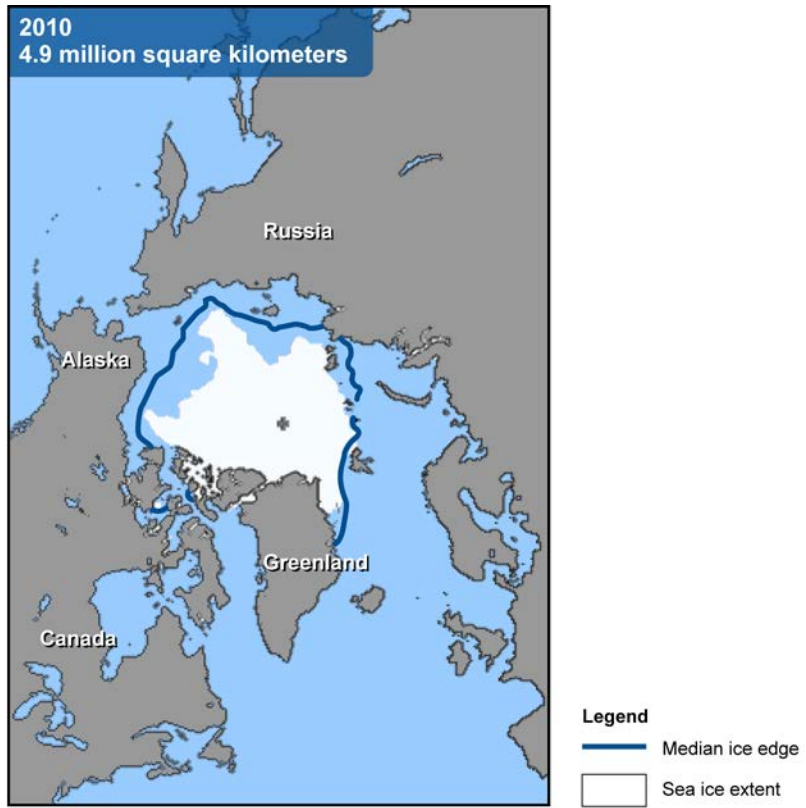 2010
4.9 million square kilometers
Russia
Alaska
Greenland
Canada
Legend
Median ice edge
Sea ice extent